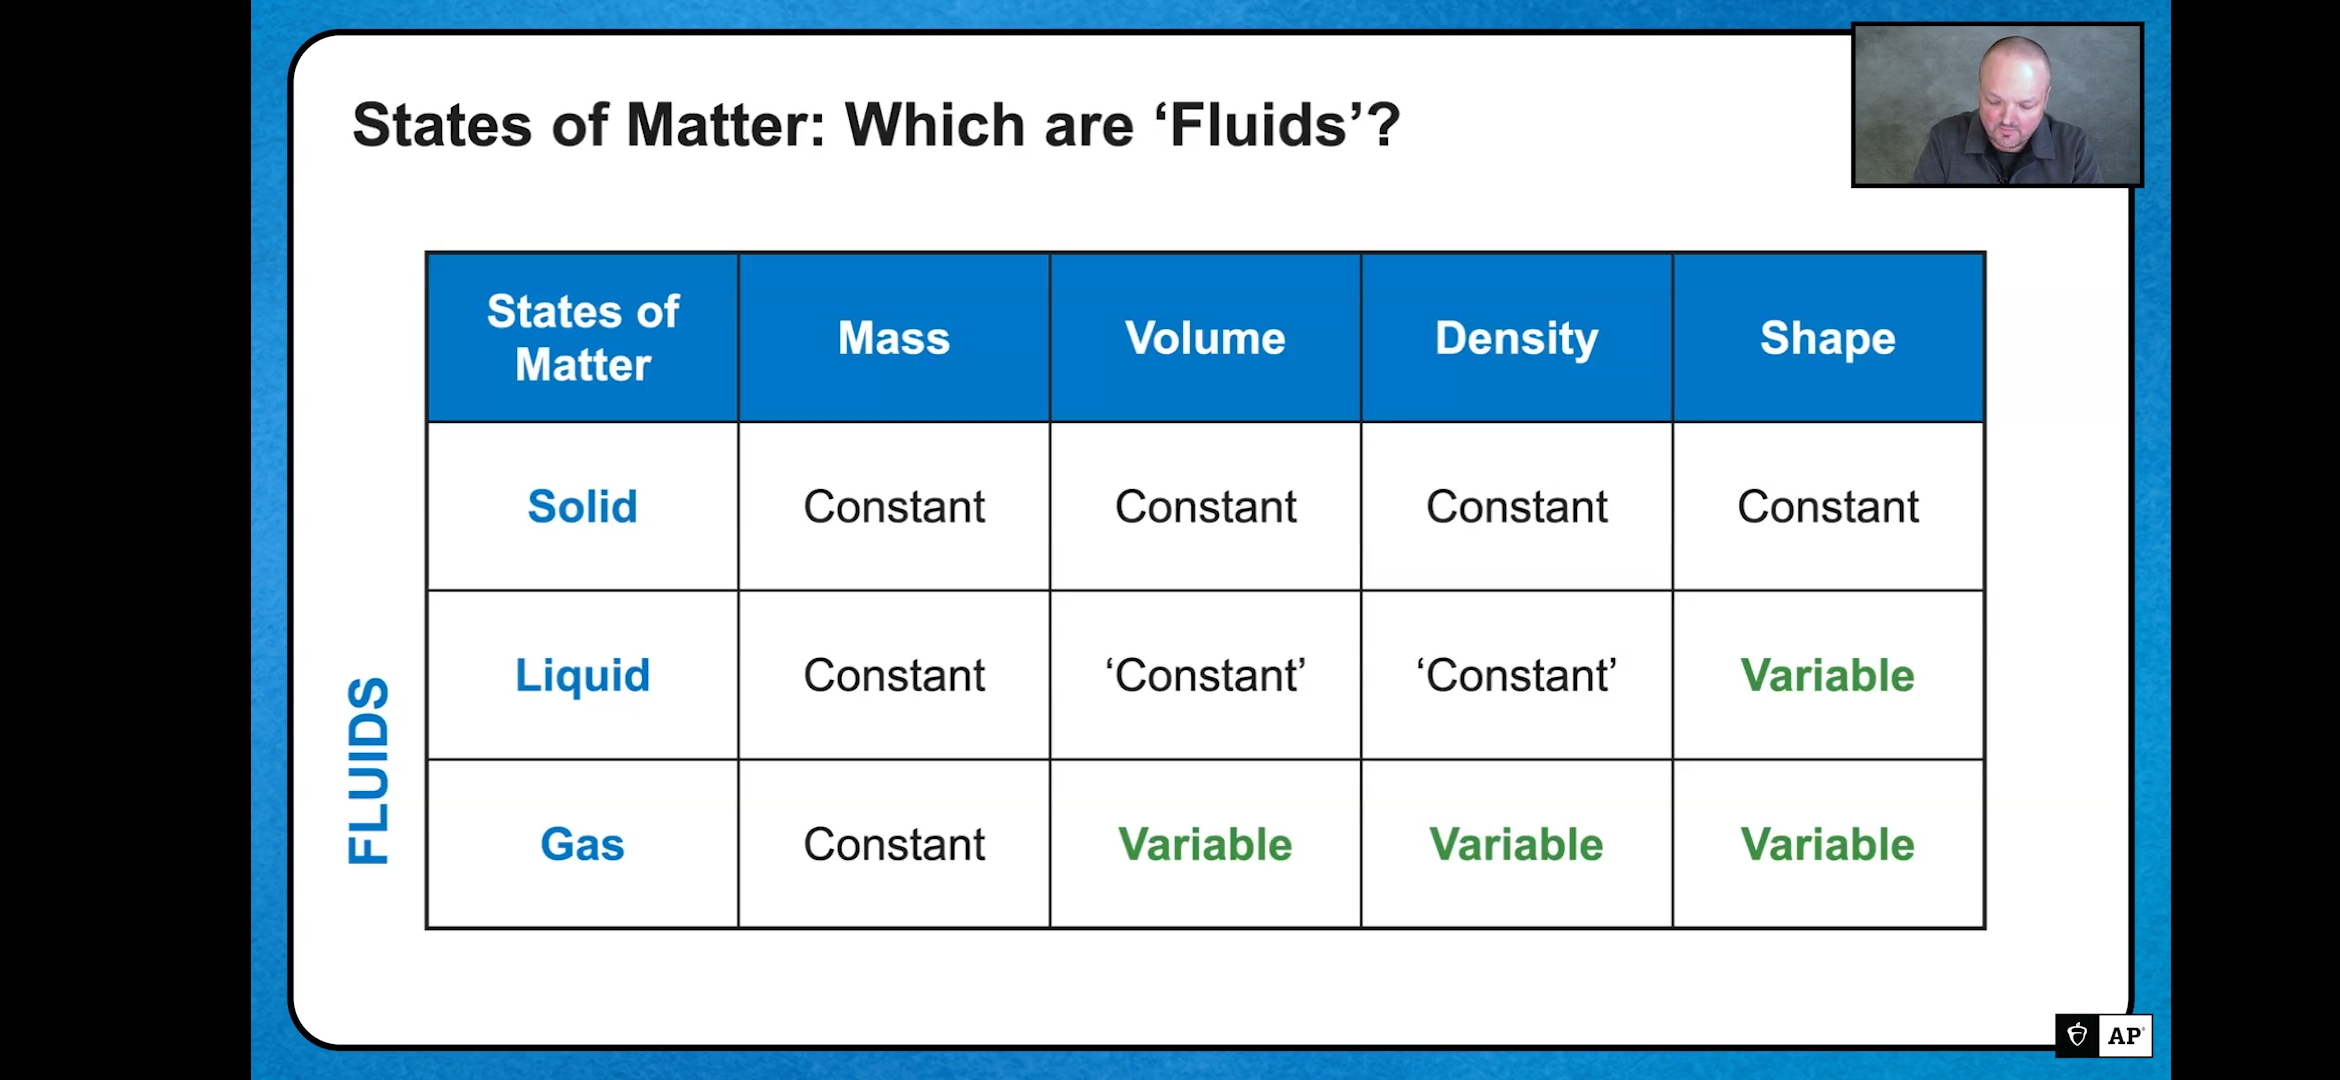 States of Matter: Which are ‘Fluids’?
States of
Matter
Mass
Volume
Density
Shape
Solid
Constant
Constant
Constant
Constant
FLUIDS
Liquid
Constant
‘Constant’
‘Constant’
Variable
Gas
Constant
Variable
Variable
Variable
AP®